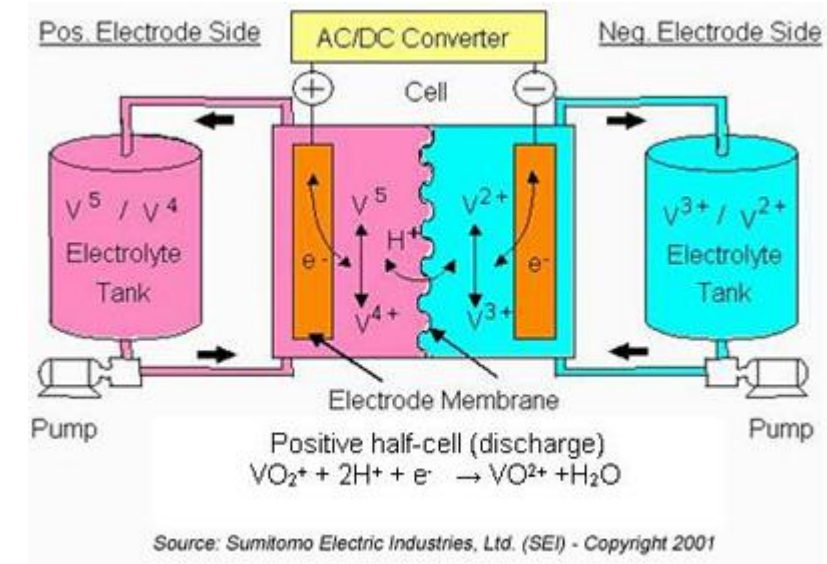 Pos. Electrode Side
AC/DC Converter
Neg. Electrode Side
+
Cell
−
V5 / V4
Electrolyte
Tank
V5
H+
e-
V4+
V2+
e-
V3+
V3+ / V2+
Electrolyte
Tank
Pump
Electrode Membrane
Pump
Positive half-cell (discharge)
VO2+ + 2H+ + e- → VO2+ +H2O
Source: Sumitomo Electric Industries, Ltd. (SEI) - Copyright 2001